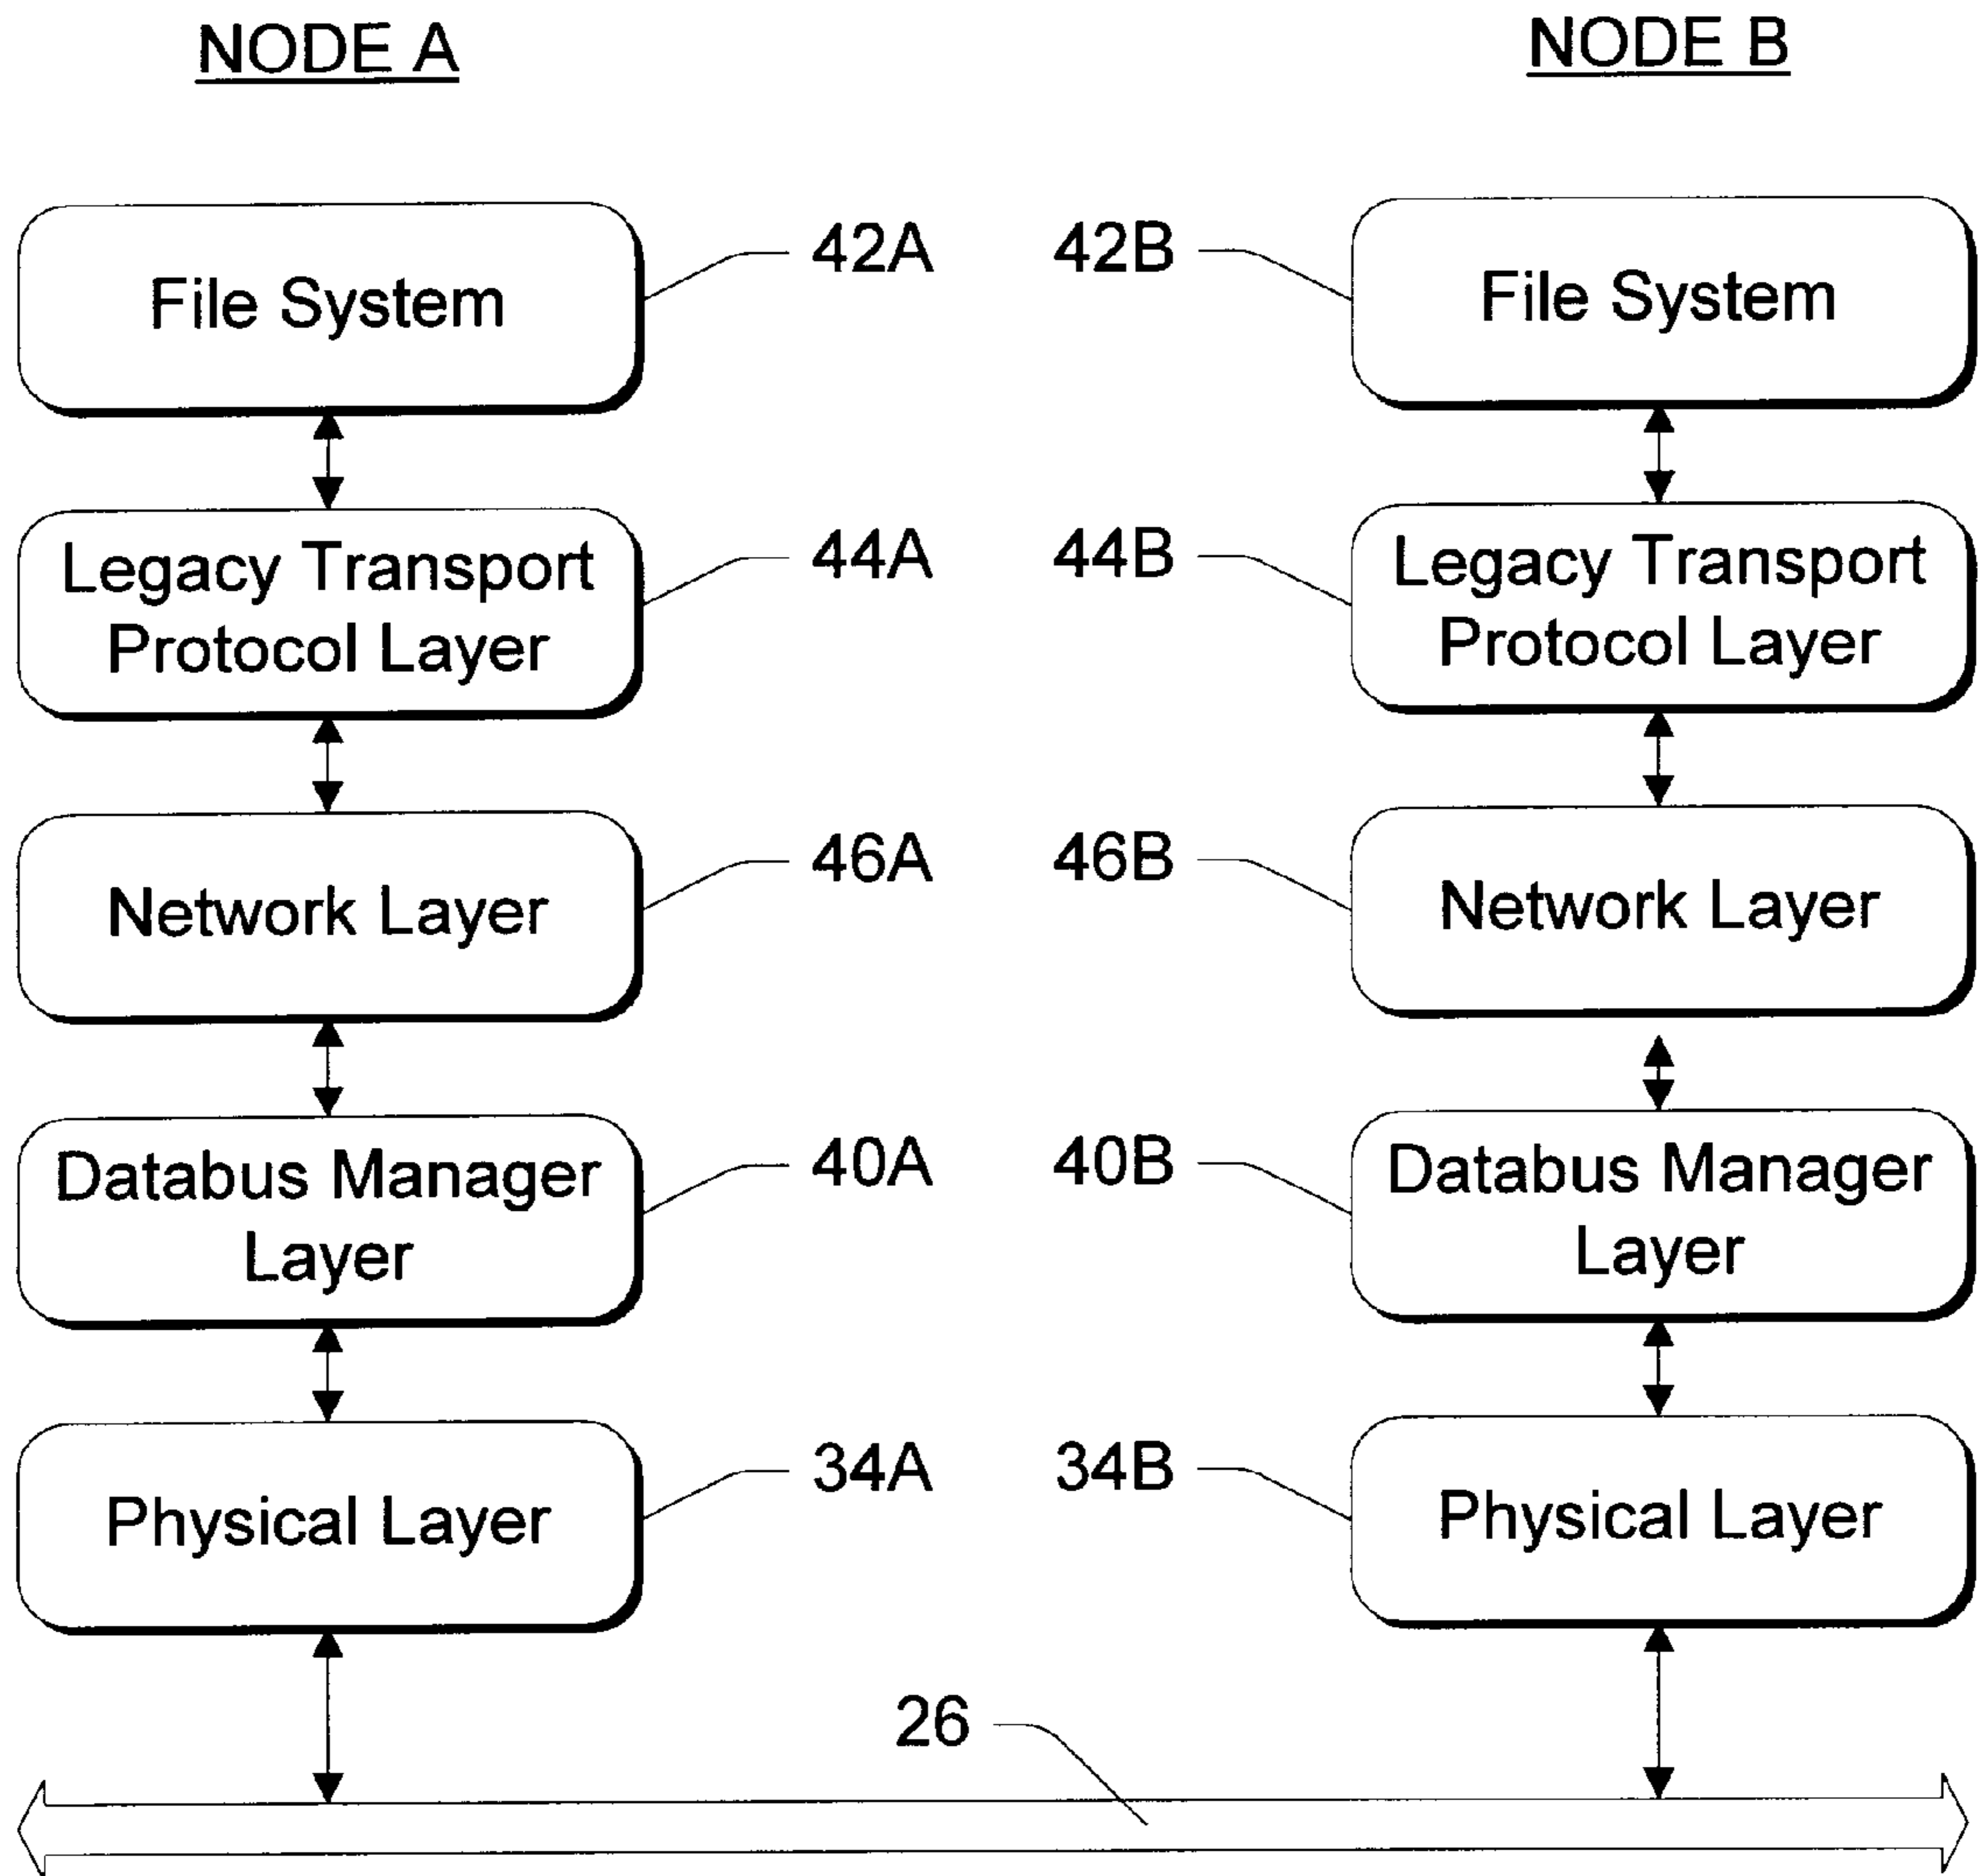 NODE A
NODE B
File System
42A
42B
File System
Legacy Transport
Protocol Layer
44A
44B
Legacy Transport
Protocol Layer
Network Layer
46A
46B
Network Layer
Databus Manager
Layer
40A
40B
Databus Manager
Layer
Physical Layer
34A
34B
Physical Layer
26